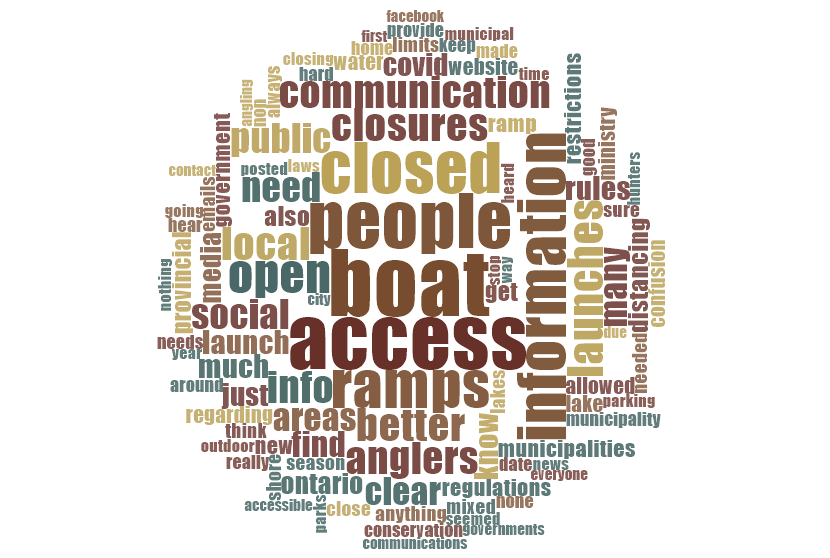 facebook
provide
first
municipal
home
limits
keep
made
closing
water
covid
website
hard
time
always
non
angling
communication
restrictions
closures
ramp
public
government
closed
good
ministry
hunters
posted
laws
contact
need
heard
information
rules
sure
people
launches
also
going
hear
emails
media
local
provincial
nothing
open
boat
stop
way
get
many
distancing
confusion
city
social
access
due
needed
needs
launch
year
much
around
info
just
ramps
lakes
allowed
lake
parking
municipality
regarding
areas
better
know
think
outdoor
new
find
really
season
shore
anglers
municipalities
date
news
everyone
ontario
clear
regulations
accessible
parks
close
anything
mixed
none
seemed
conservation
governments
communications